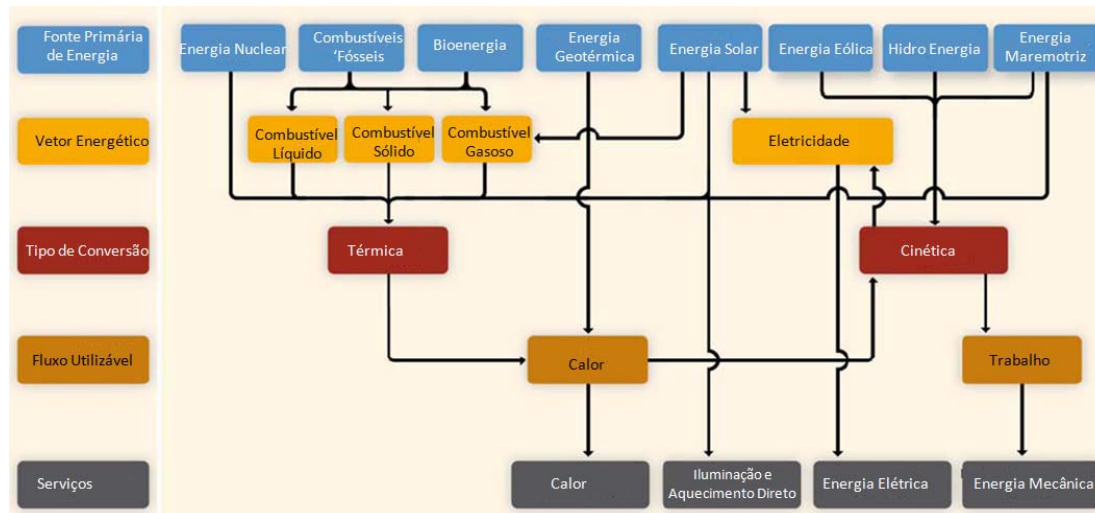 Fonte Primária
de Energia
Energia Nuclear
Combustíveis
‘Fósseis
Bioenergia
Energia
Geotérmica
Energia Solar
Energia Eólica
Hidro Energia
Energia
Maremotriz
Vetor Energético
Combustível
Líquido
Combustível
Sólido
Combustível
Gasoso
Eletricidade
Tipo de Conversão
Térmica
Cinética
Fluxo Utilizável
Calor
Trabalho
Serviços
Calor
Iluminação e
Aquecimento Direto
Energia Elétrica
Energia Mecânica